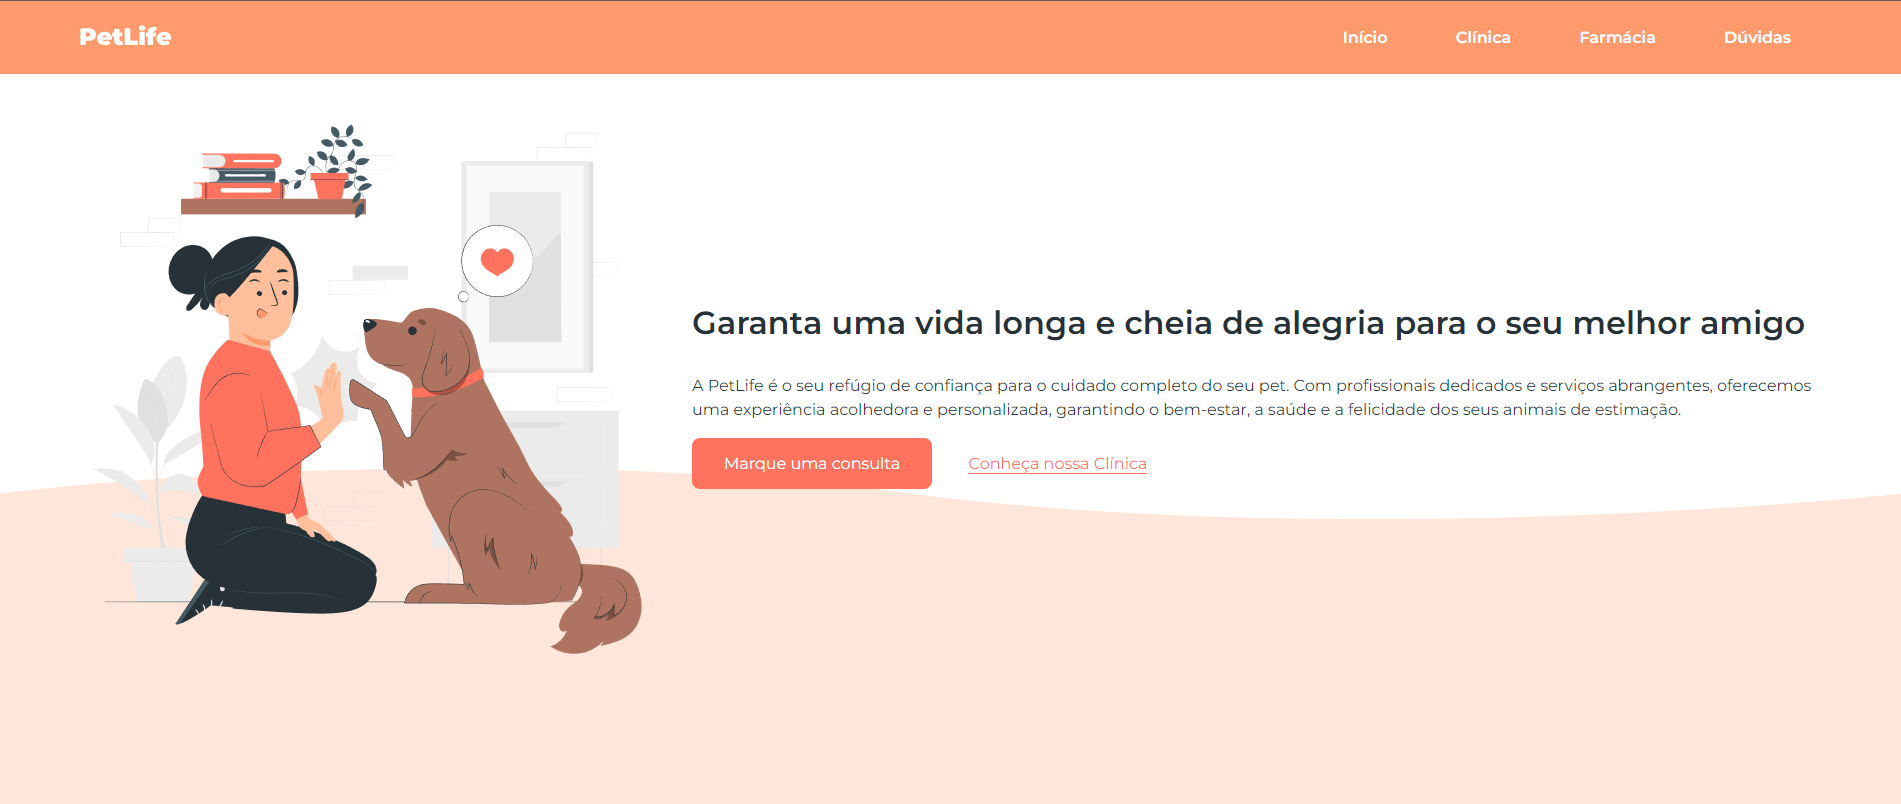 PetLife
Início
Clínica
Farmácia
Dúvidas
Garanta uma vida longa e cheia de alegria para o seu melhor amigo
A PetLife é o seu refúgio de confiança para o cuidado completo do seu pet. Com profissionais dedicados e serviços abrangentes, oferecemos
uma experiência acolhedora e personalizada, garantindo o bem-estar, a saúde e a felicidade dos seus animais de estimação.
Marque uma consulta
Conheça nossa Clínica